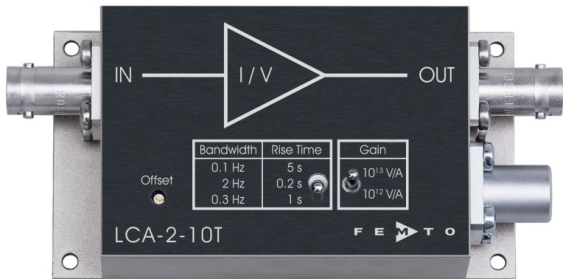 IN
I/V
OUT
Bandwidth Rise Time
0.1 Hz 5 s
2 Hz 0.2 s
0.3 Hz 1 s
Gain
10¹³ V/A
10¹² V/A
Offset
LCA-2-10T
FEMTO